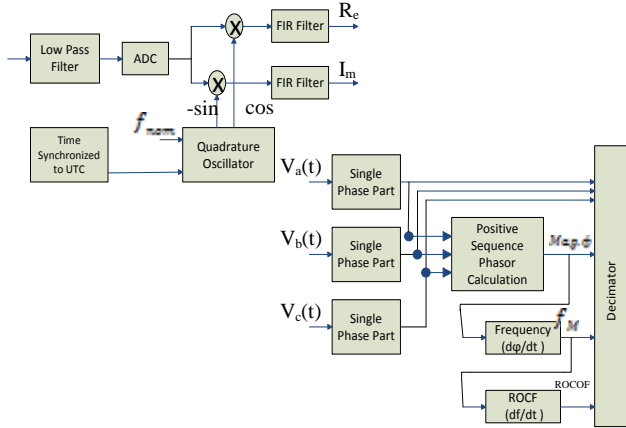 Low Pass
Filter
ADC
X
X
FIR Filter
FIR Filter
Re
Im
-sin
cos
fnom.
Time
Synchronized
to UTC
Quadrature
Oscillator
Va(t)
Single
Phase Part
Vb(t)
Single
Phase Part
Vc(t)
Single
Phase Part
Positive
Sequence
Phasor
Calculation
Mag.φ
Frequency
(dφ/dt )
fM
ROCF
(df/dt )
ROCOF
Decimator